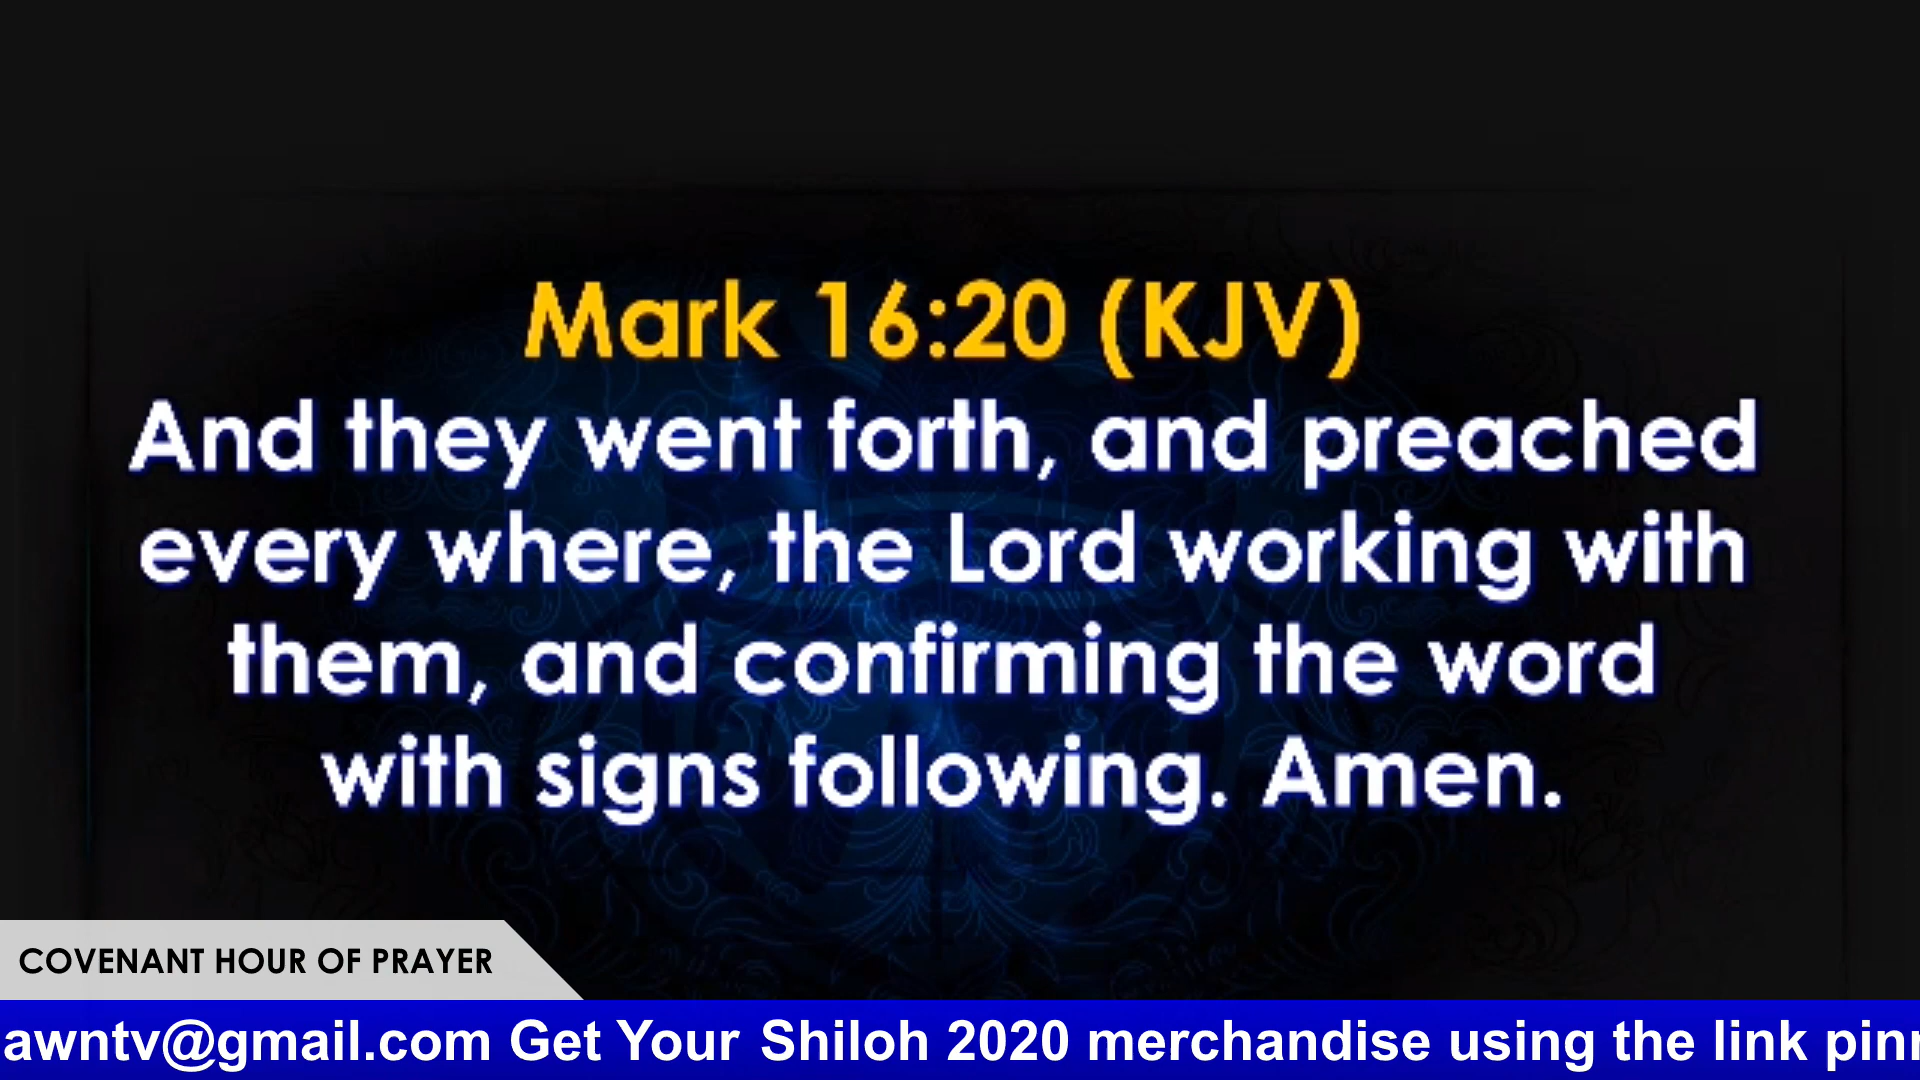 Mark 16:20 (KJV)
And they went forth, and preached
every where, the Lord working with
them, and confirming the word
with signs following. Amen.
COVENANT HOUR OF PRAYER
awntv@gmail.com Get Your Shiloh 2020 merchandise using the link